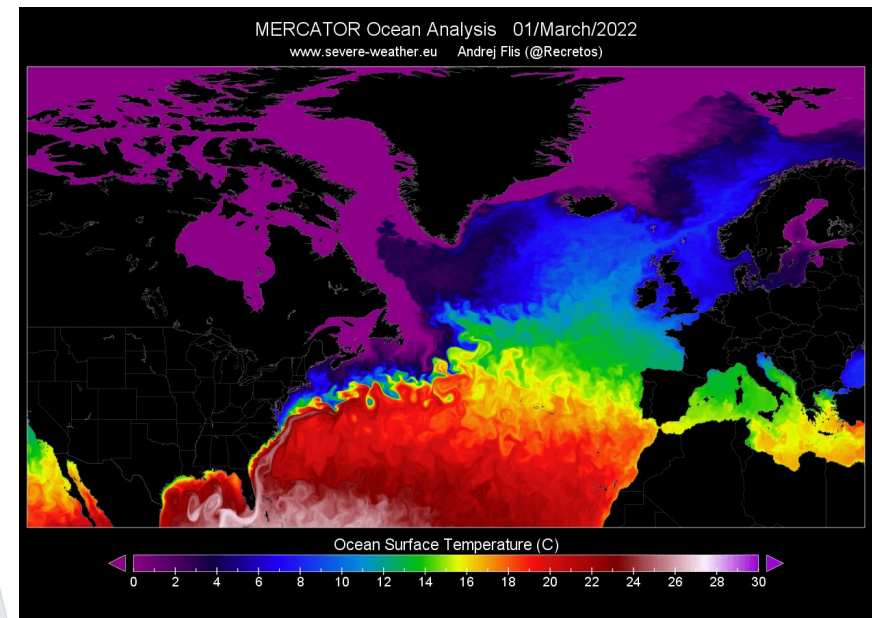 MERCATOR Ocean Analysis 01/March/2022
www.severe-weather.eu Andrej Flis (@Recretos)
Ocean Surface Temperature (C)
0 2 4 6 8 10 12 14 16 18 20 22 24 26 28 30